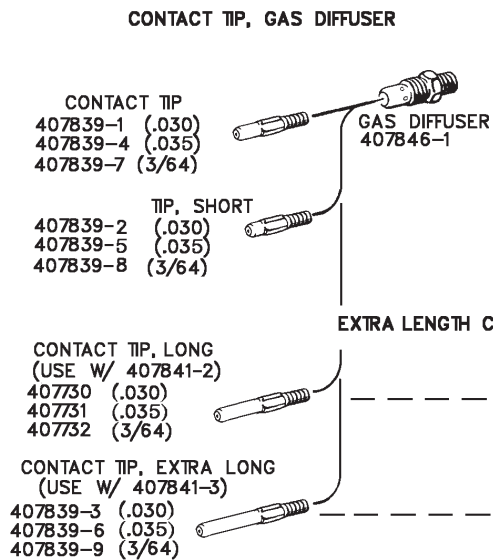 CONTACT TIP, GAS DIFFUSER
CONTACT TIP
407839-1 (.030)
407839-4 (.035)
407839-7 (3/64)
GAS DIFFUSER
407846-1
TIP, SHORT
407839-2 (.030)
407839-5 (.035)
407839-8 (3/64)
EXTRA LENGTH C
CONTACT TIP, LONG
(USE W/ 407841-2)
407730 (.030)
407731 (.035)
407732 (3/64)
CONTACT TIP, EXTRA LONG
(USE W/ 407841-3)
407839-3 (.030)
407839-6 (.035)
407839-9 (3/64)